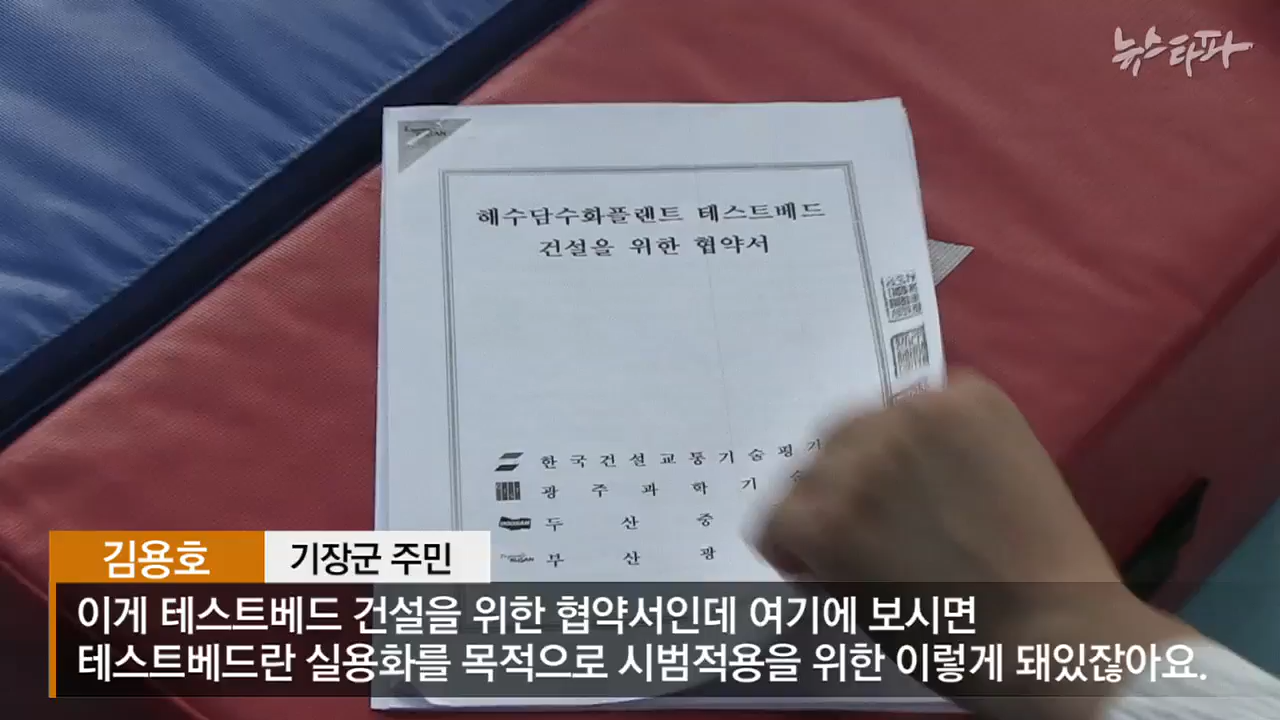 뉴스타파
해수담수화플랜트 테스트베드
건설을 위한 협약서
한국건설교통기술평가
광주과학기술
DOOSAN 두산중
BUSAN 부산광
김용호 기장군 주민
이게 테스트베드 건설을 위한 협약서인데 여기에 보시면
테스트베드란 실용화를 목적으로 시범적용을 위한 이렇게 돼있잖아요.